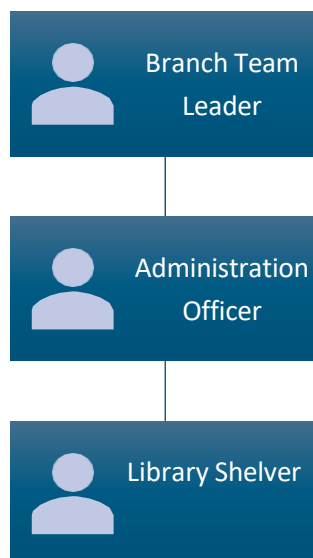 Branch Team
Leader
Administration
Officer
Library Shelver